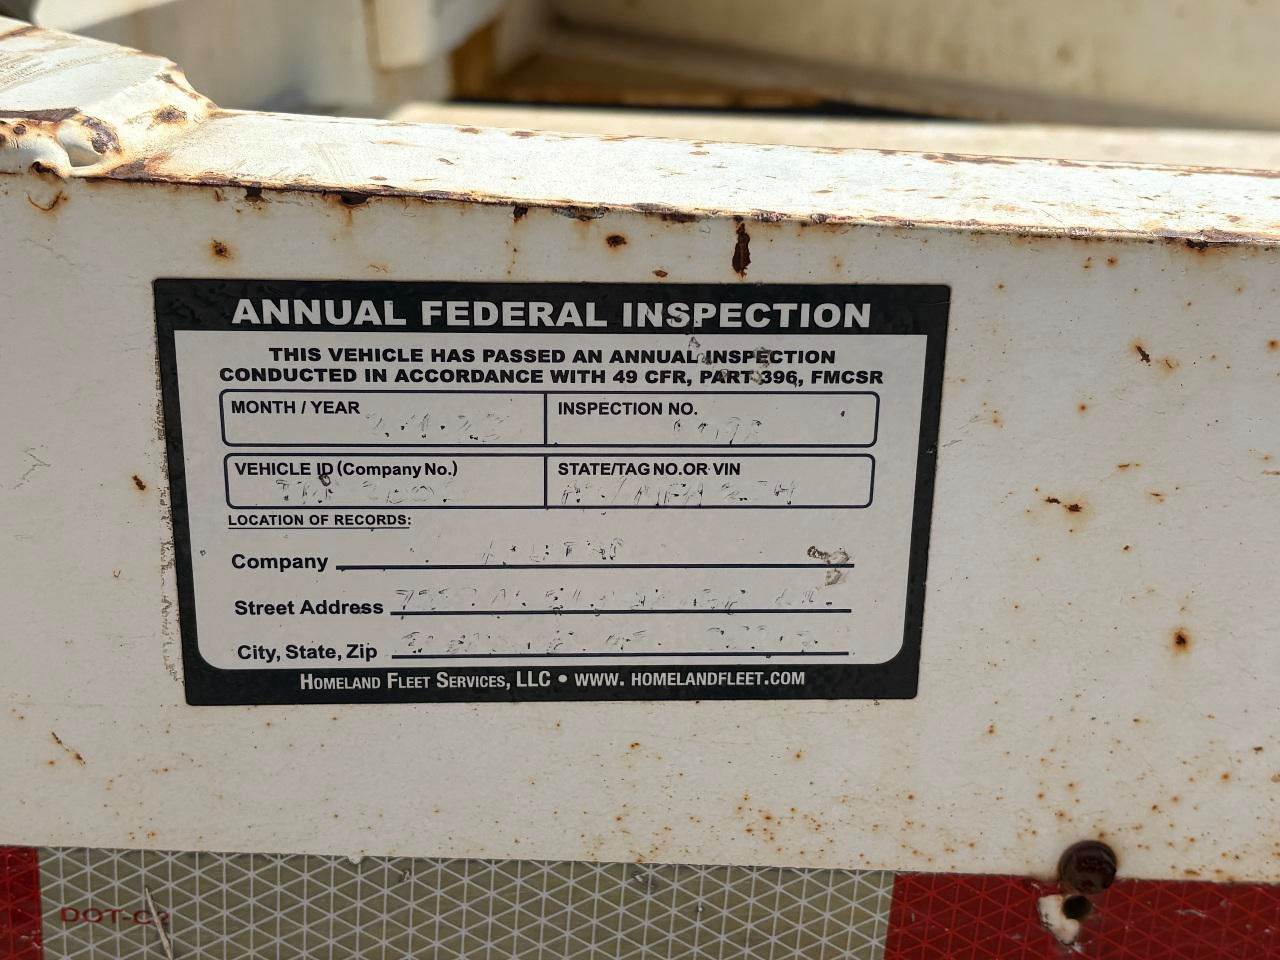 ANNUAL FEDERAL INSPECTION
THIS VEHICLE HAS PASSED AN ANNUAL INSPECTION
CONDUCTED IN ACCORDANCE WITH 49 CFR, PART 396, FMCSR
MONTH / YEAR
INSPECTION NO.
VEHICLE ID (Company No.)
STATE/TAG NO.OR VIN
LOCATION OF RECORDS:
Company
Street Address
City, State, Zip
HOMELAND FLEET SERVICES, LLC • WWW. HOMELANDFLEET.COM
DOT-C2